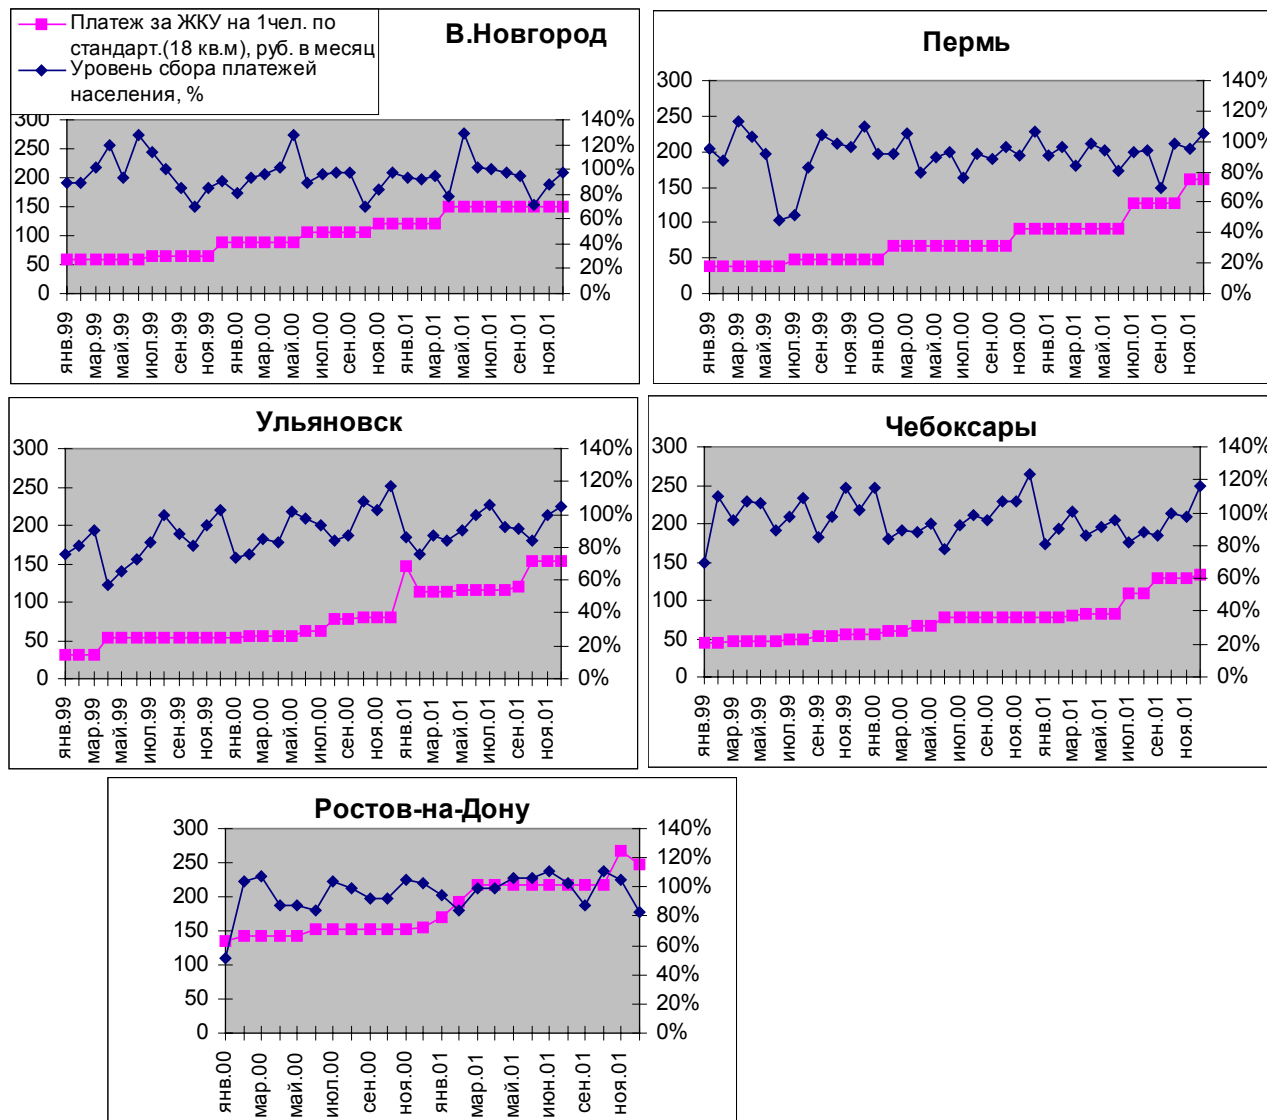 Платеж за ЖКУ на 1чел. по
стандарт.(18 кв.м), руб. в месяц
Уровень сбора платежей
населения, %
В.Новгород
300
250
200
150
100
50
0
140%
120%
100%
80%
60%
40%
20%
0%
янв.99
мар.99
май.99
июл.99
сен.99
ноя.99
янв.00
мар.00
май.00
июл.00
сен.00
ноя.00
янв.01
мар.01
май.01
июл.01
сен.01
ноя.01
Пермь
300
250
200
150
100
50
0
140%
120%
100%
80%
60%
40%
20%
0%
янв.99
мар.99
май.99
июл.99
сен.99
ноя.99
янв.00
мар.00
май.00
июл.00
сен.00
ноя.00
янв.01
мар.01
май.01
июл.01
сен.01
ноя.01
Ульяновск
300
250
200
150
100
50
0
140%
120%
100%
80%
60%
40%
20%
0%
янв.99
мар.99
май.99
июл.99
сен.99
ноя.99
янв.00
мар.00
май.00
июл.00
сен.00
ноя.00
янв.01
мар.01
май.01
июл.01
сен.01
ноя.01
Чебоксары
300
250
200
150
100
50
0
140%
120%
100%
80%
60%
40%
20%
0%
янв.99
мар.99
май.99
июл.99
сен.99
ноя.99
янв.00
мар.00
май.00
июл.00
сен.00
ноя.00
янв.01
мар.01
май.01
июл.01
сен.01
ноя.01
Ростов-на-Дону
300
250
200
150
100
50
0
140%
120%
100%
80%
60%
40%
20%
0%
янв.00
мар.00
май.00
июл.00
сен.00
ноя.00
янв.01
мар.01
май.01
июн.01
сен.01
ноя.01